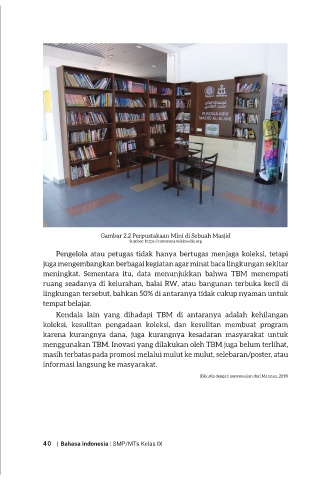 PUSTAKA MINI
MASJID AL-ALAMI
Gambar 2.2 Perpustakaan Mini di Sebuah Masjid
Sumber: https://commons.wikimedia.org
Pengelola atau petugas tidak hanya bertugas menjaga koleksi, tetapi
juga mengembangkan berbagai kegiatan agar minat baca lingkungan sekitar
meningkat. Sementara itu, data menunjukkan bahwa TBM menempati
ruang seadanya di kelurahan, balai RW, atau bangunan terbuka kecil di
lingkungan tersebut, bahkan 50% di antaranya tidak cukup nyaman untuk
tempat belajar.
Kendala lain yang dihadapi TBM di antaranya adalah kehilangan
koleksi, kesulitan pengadaan koleksi, dan kesulitan membuat program
karena kurangnya dana, juga kurangnya kesadaran masyarakat untuk
menggunakan TBM. Inovasi yang dilakukan oleh TBM juga belum terlihat,
masih terbatas pada promosi melalui mulut ke mulut, selebaran/poster, atau
informasi langsung ke masyarakat.
40 | Bahasa Indonesia | SMP/MTs Kelas IX